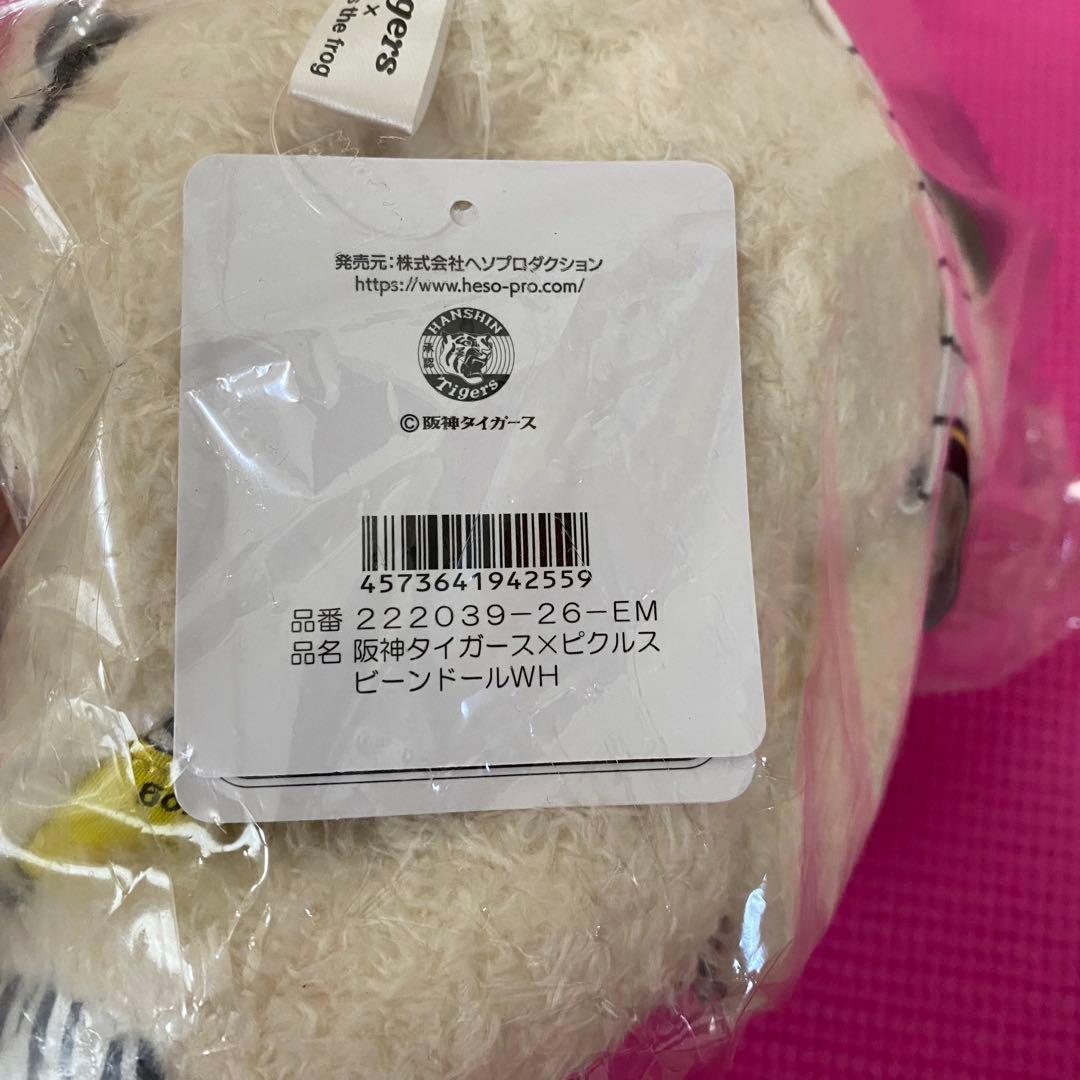 ×
the frog
発売元:株式会社ヘソプロダクション
https://www.heso-pro.com/
HANSHIN
承認
Tigers
©阪神タイガース
4573641942559
品番 222039-26-EM
品名 阪神タイガース×ピクルス
ビーンドールWH